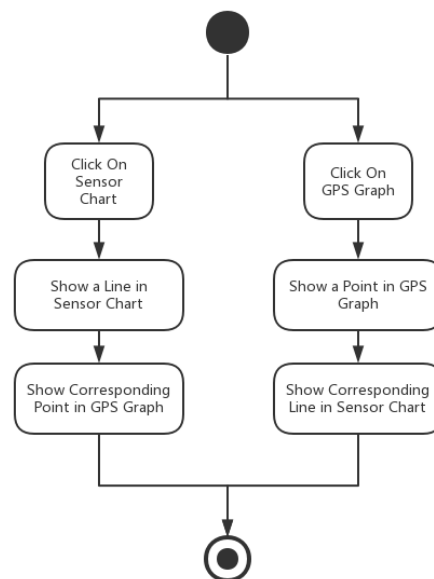 Click On
Sensor
Chart
Show a Line in
Sensor Chart
Show Corresponding
Point in GPS Graph
Click On
GPS Graph
Show a Point in GPS
Graph
Show Corresponding
Line in Sensor Chart